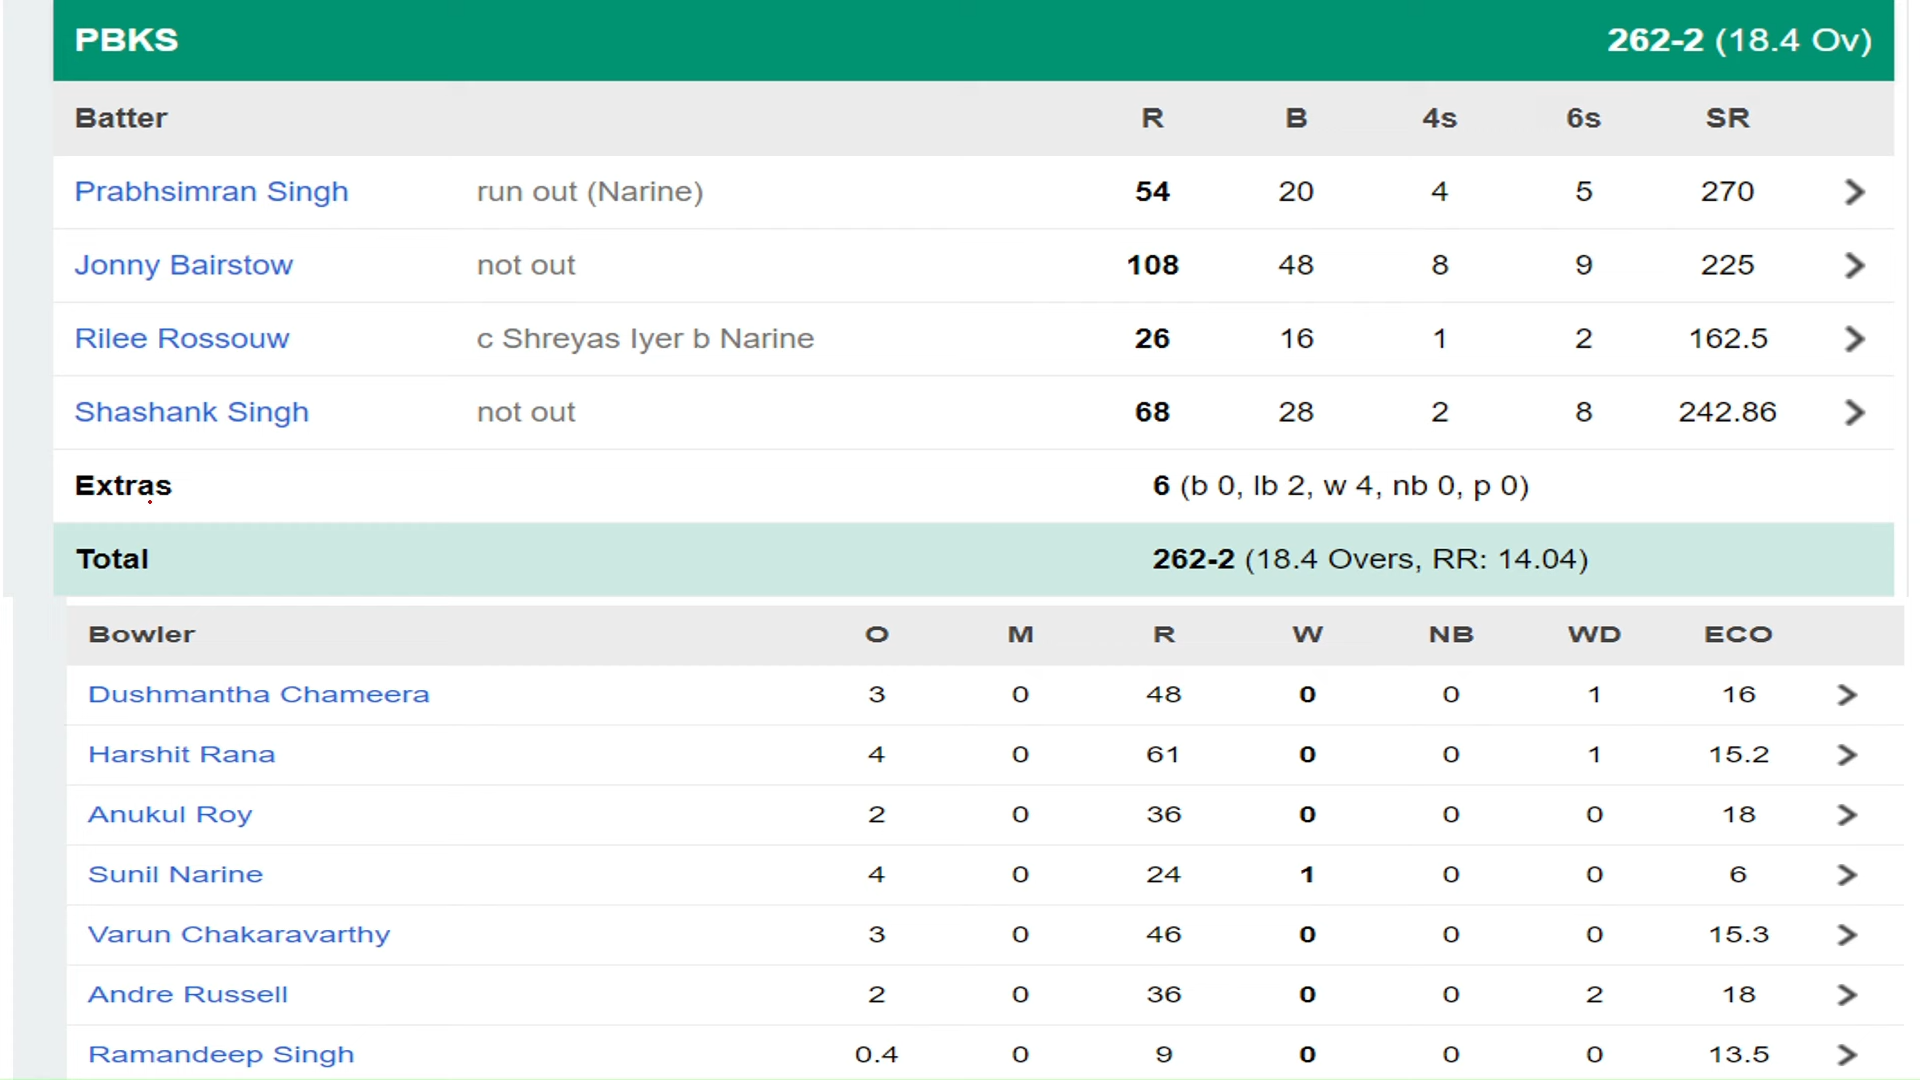 PBKS 262-2 (18.4 Ov)
Batter R B 4s 6s SR
Prabhsimran Singh run out (Narine) 54 20 4 5 270
Jonny Bairstow not out 108 48 8 9 225
Rilee Rossouw c Shreyas Iyer b Narine 26 16 1 2 162.5
Shashank Singh not out 68 28 2 8 242.86
Extras 6 (b 0, lb 2, w 4, nb 0, p 0)
Total 262-2 (18.4 Overs, RR: 14.04)
Bowler O M R W NB WD ECO
Dushmantha Chameera 3 0 48 0 0 1 16
Harshit Rana 4 0 61 0 0 1 15.2
Anukul Roy 2 0 36 0 0 0 18
Sunil Narine 4 0 24 1 0 0 6
Varun Chakaravarthy 3 0 46 0 0 0 15.3
Andre Russell 2 0 36 0 0 2 18
Ramandeep Singh 0.4 0 9 0 0 0 13.5